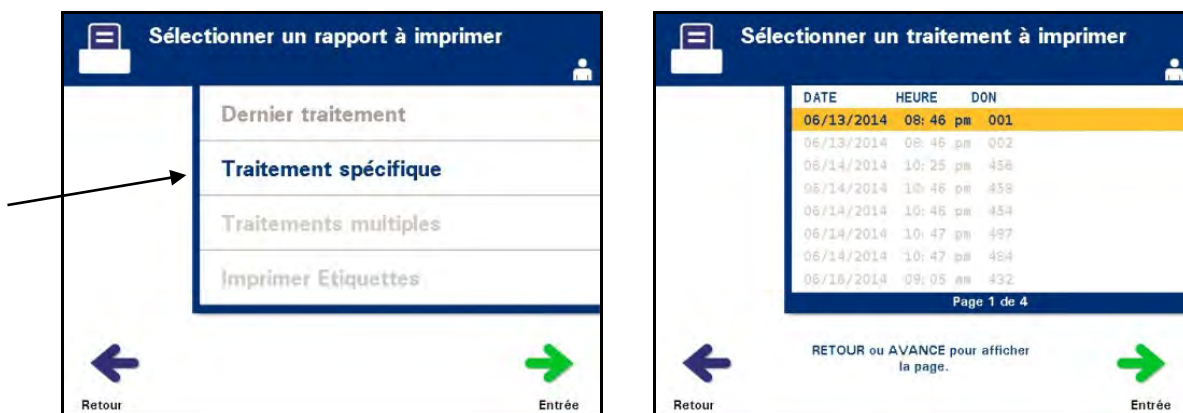 Sélectionner un rapport à imprimer
Dernier traitement
Traitement spécifique
Traitements multiples
Imprimer Etiquettes
Retour
Entrée
Sélectionner un traitement à imprimer
DATE HEURE DON
06/13/2014 08:46 pm 001
06/13/2014 08:46 pm 002
06/14/2014 10:25 pm 456
06/14/2014 10:46 pm 459
06/14/2014 10:46 pm 454
06/14/2014 10:47 pm 497
06/14/2014 10:47 pm 484
06/16/2014 09:05 am 432
Page 1 de 4
RETOUR ou AVANCE pour afficher
la page.
Retour
Entrée